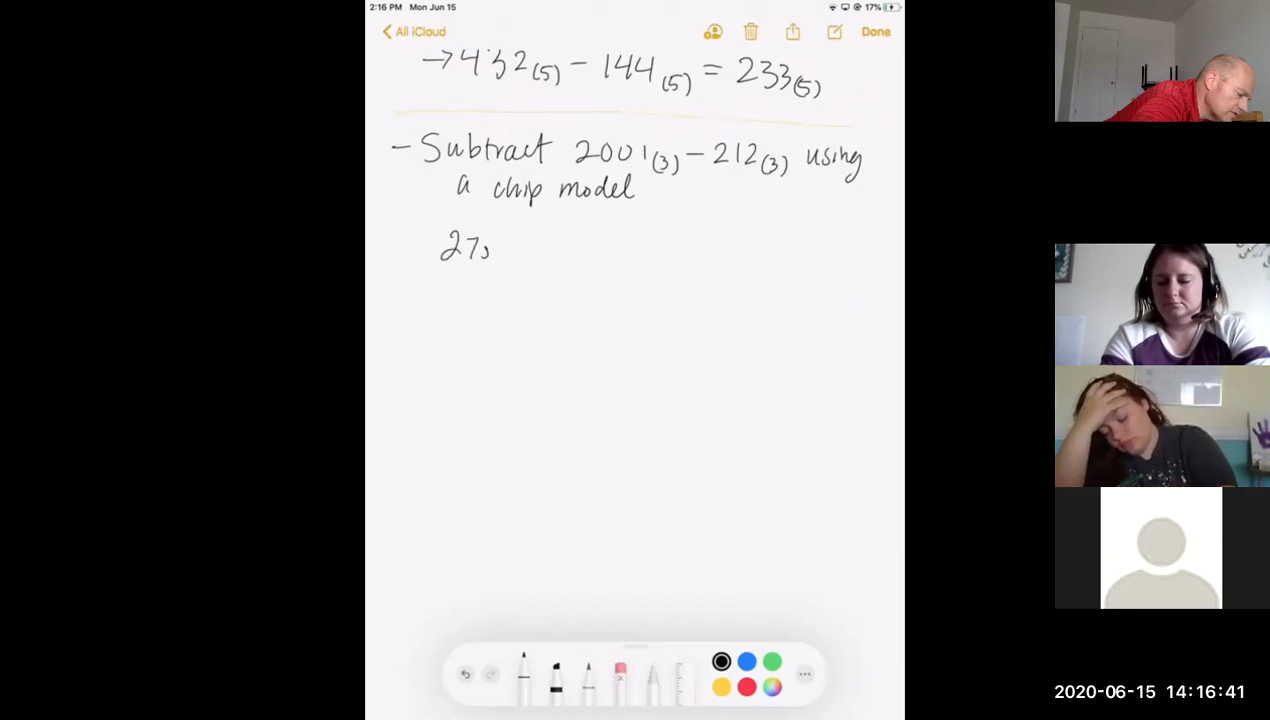 2:16 PM Mon Jun 15
17%
All iCloud
Done
→ 432(5) - 144(5) = 233(5)
- Subtract 2001(3) - 212(3) using
a chip model
27s
2020-06-15 14:16:41